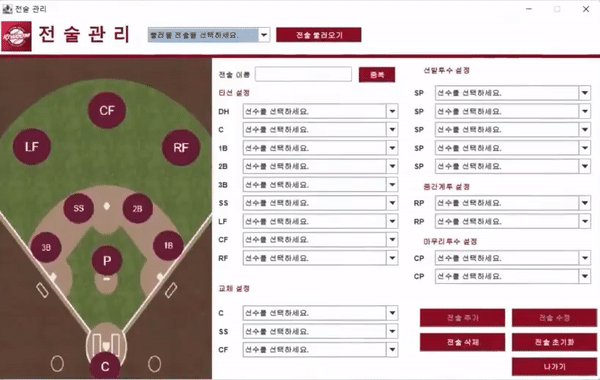 전술 관리
전술관리
불러올 전술을 선택하세요.
전술 불러오기
CF
LF
RF
SS
2B
3B
1B
P
C
전술 이름
등록
타선 설정
DH 선수를 선택하세요.
C 선수를 선택하세요.
1B 선수를 선택하세요.
2B 선수를 선택하세요.
3B 선수를 선택하세요.
SS 선수를 선택하세요.
LF 선수를 선택하세요.
CF 선수를 선택하세요.
RF 선수를 선택하세요.
교체 설정
C 선수를 선택하세요.
SS 선수를 선택하세요.
CF 선수를 선택하세요.
선발투수 설정
SP 선수를 선택하세요.
SP 선수를 선택하세요.
SP 선수를 선택하세요.
SP 선수를 선택하세요.
SP 선수를 선택하세요.
중간계투 설정
RP 선수를 선택하세요.
RP 선수를 선택하세요.
마무리투수 설정
CP 선수를 선택하세요.
CP 선수를 선택하세요.
전술 추가
전술 수정
전술 삭제
전술 초기화
나가기